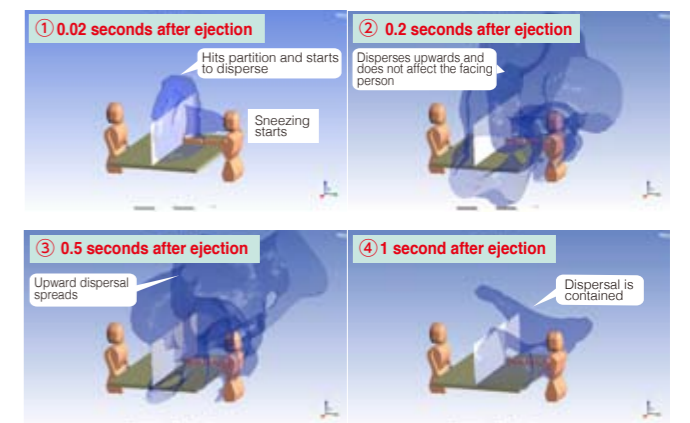 ① 0.02 seconds after ejection
Hits partition and starts
to disperse
Sneezing
starts
② 0.2 seconds after ejection
Disperses upwards and
does not affect the facing
person
③ 0.5 seconds after ejection
Upward dispersal
spreads
④ 1 second after ejection
Dispersal is
contained